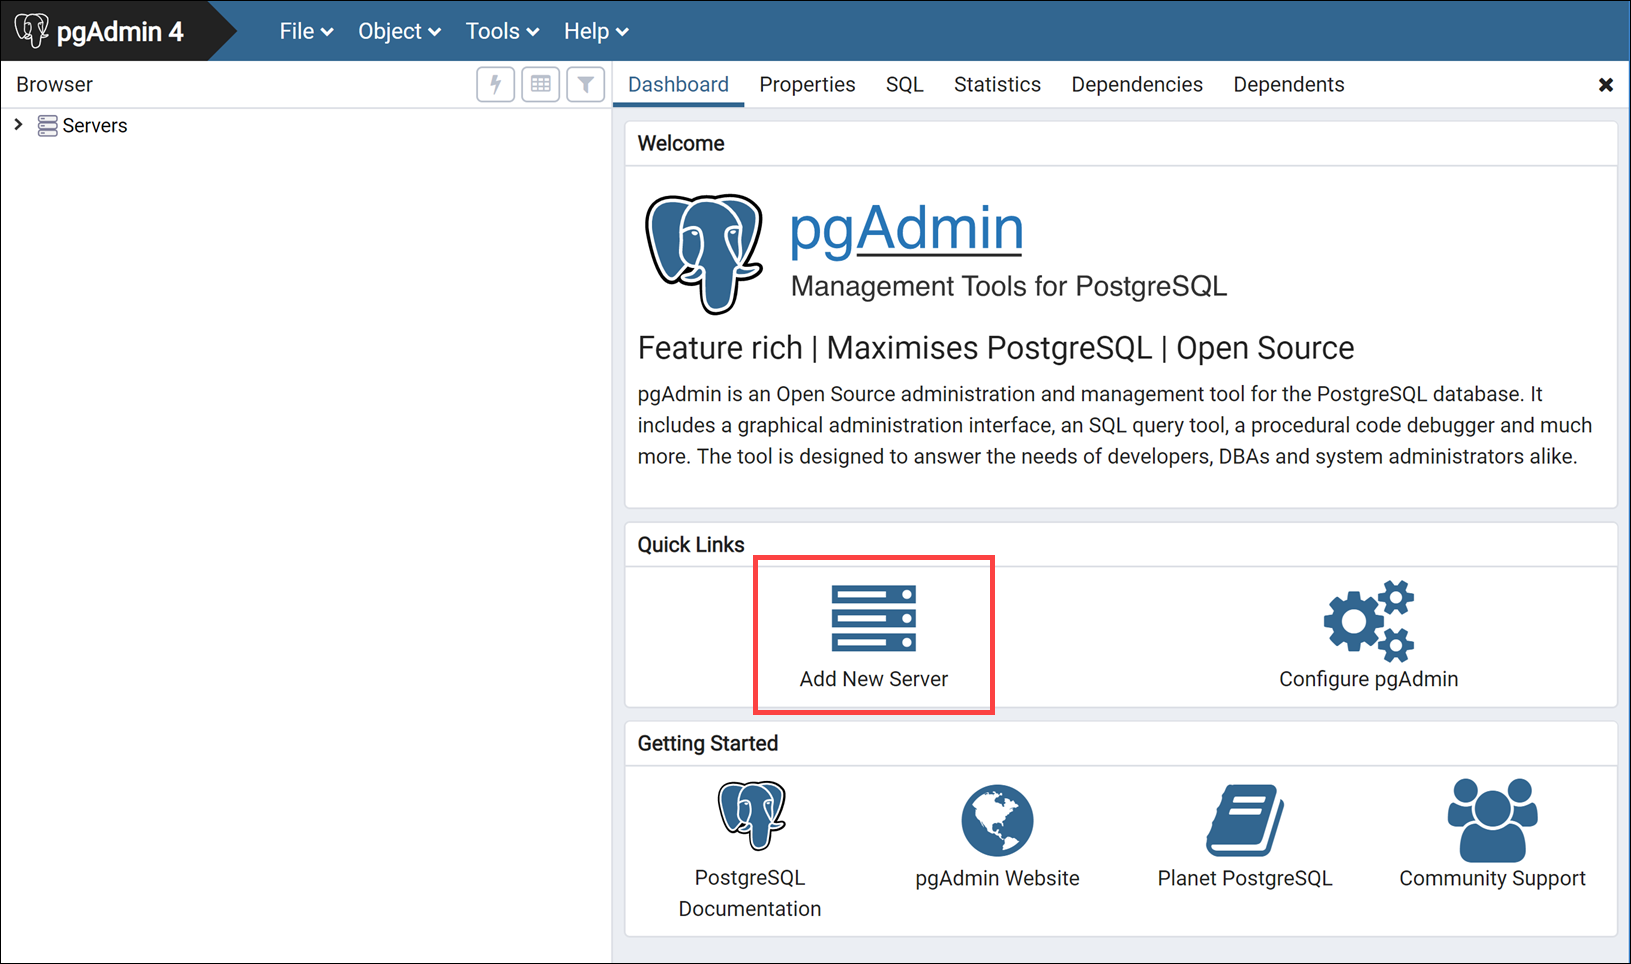 pgAdmin 4
File
Object
Tools
Help
Browser
Dashboard
Properties
SQL
Statistics
Dependencies
Dependents
Servers
Welcome
pgAdmin
Management Tools for PostgreSQL
Feature rich | Maximises PostgreSQL | Open Source
pgAdmin is an Open Source administration and management tool for the PostgreSQL database. It
includes a graphical administration interface, an SQL query tool, a procedural code debugger and much
more. The tool is designed to answer the needs of developers, DBAs and system administrators alike.
Quick Links
Add New Server
Configure pgAdmin
Getting Started
PostgreSQL
Documentation
pgAdmin Website
Planet PostgreSQL
Community Support